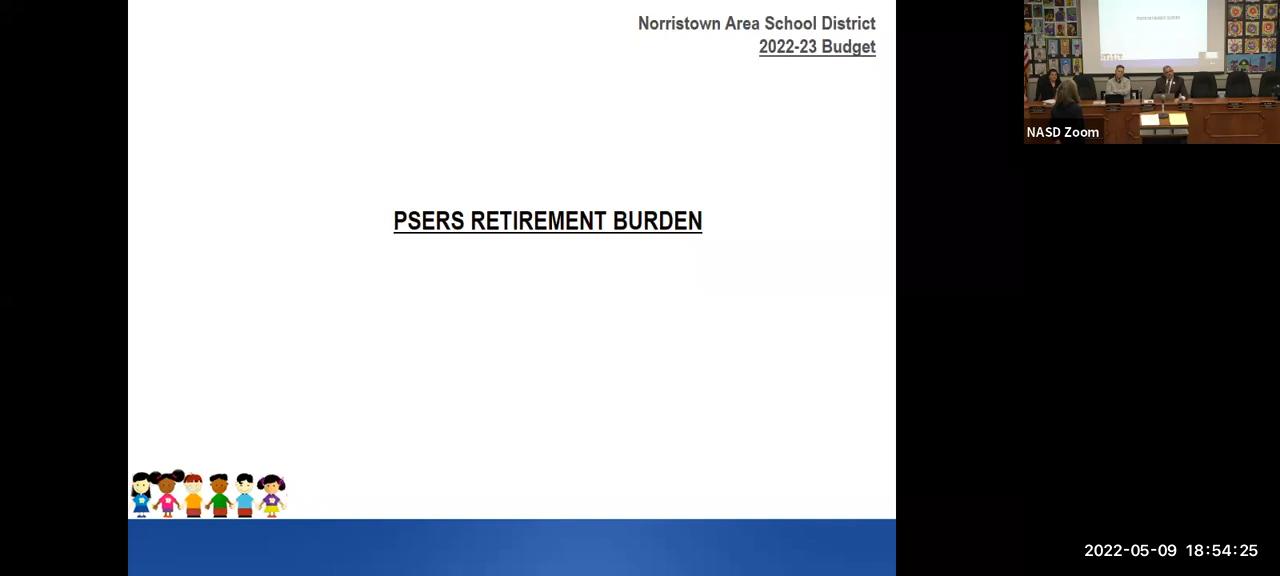 Norristown Area School District
2022-23 Budget
PSERS RETIREMENT BURDEN
NASD Zoom
2022-05-09 18:54:25